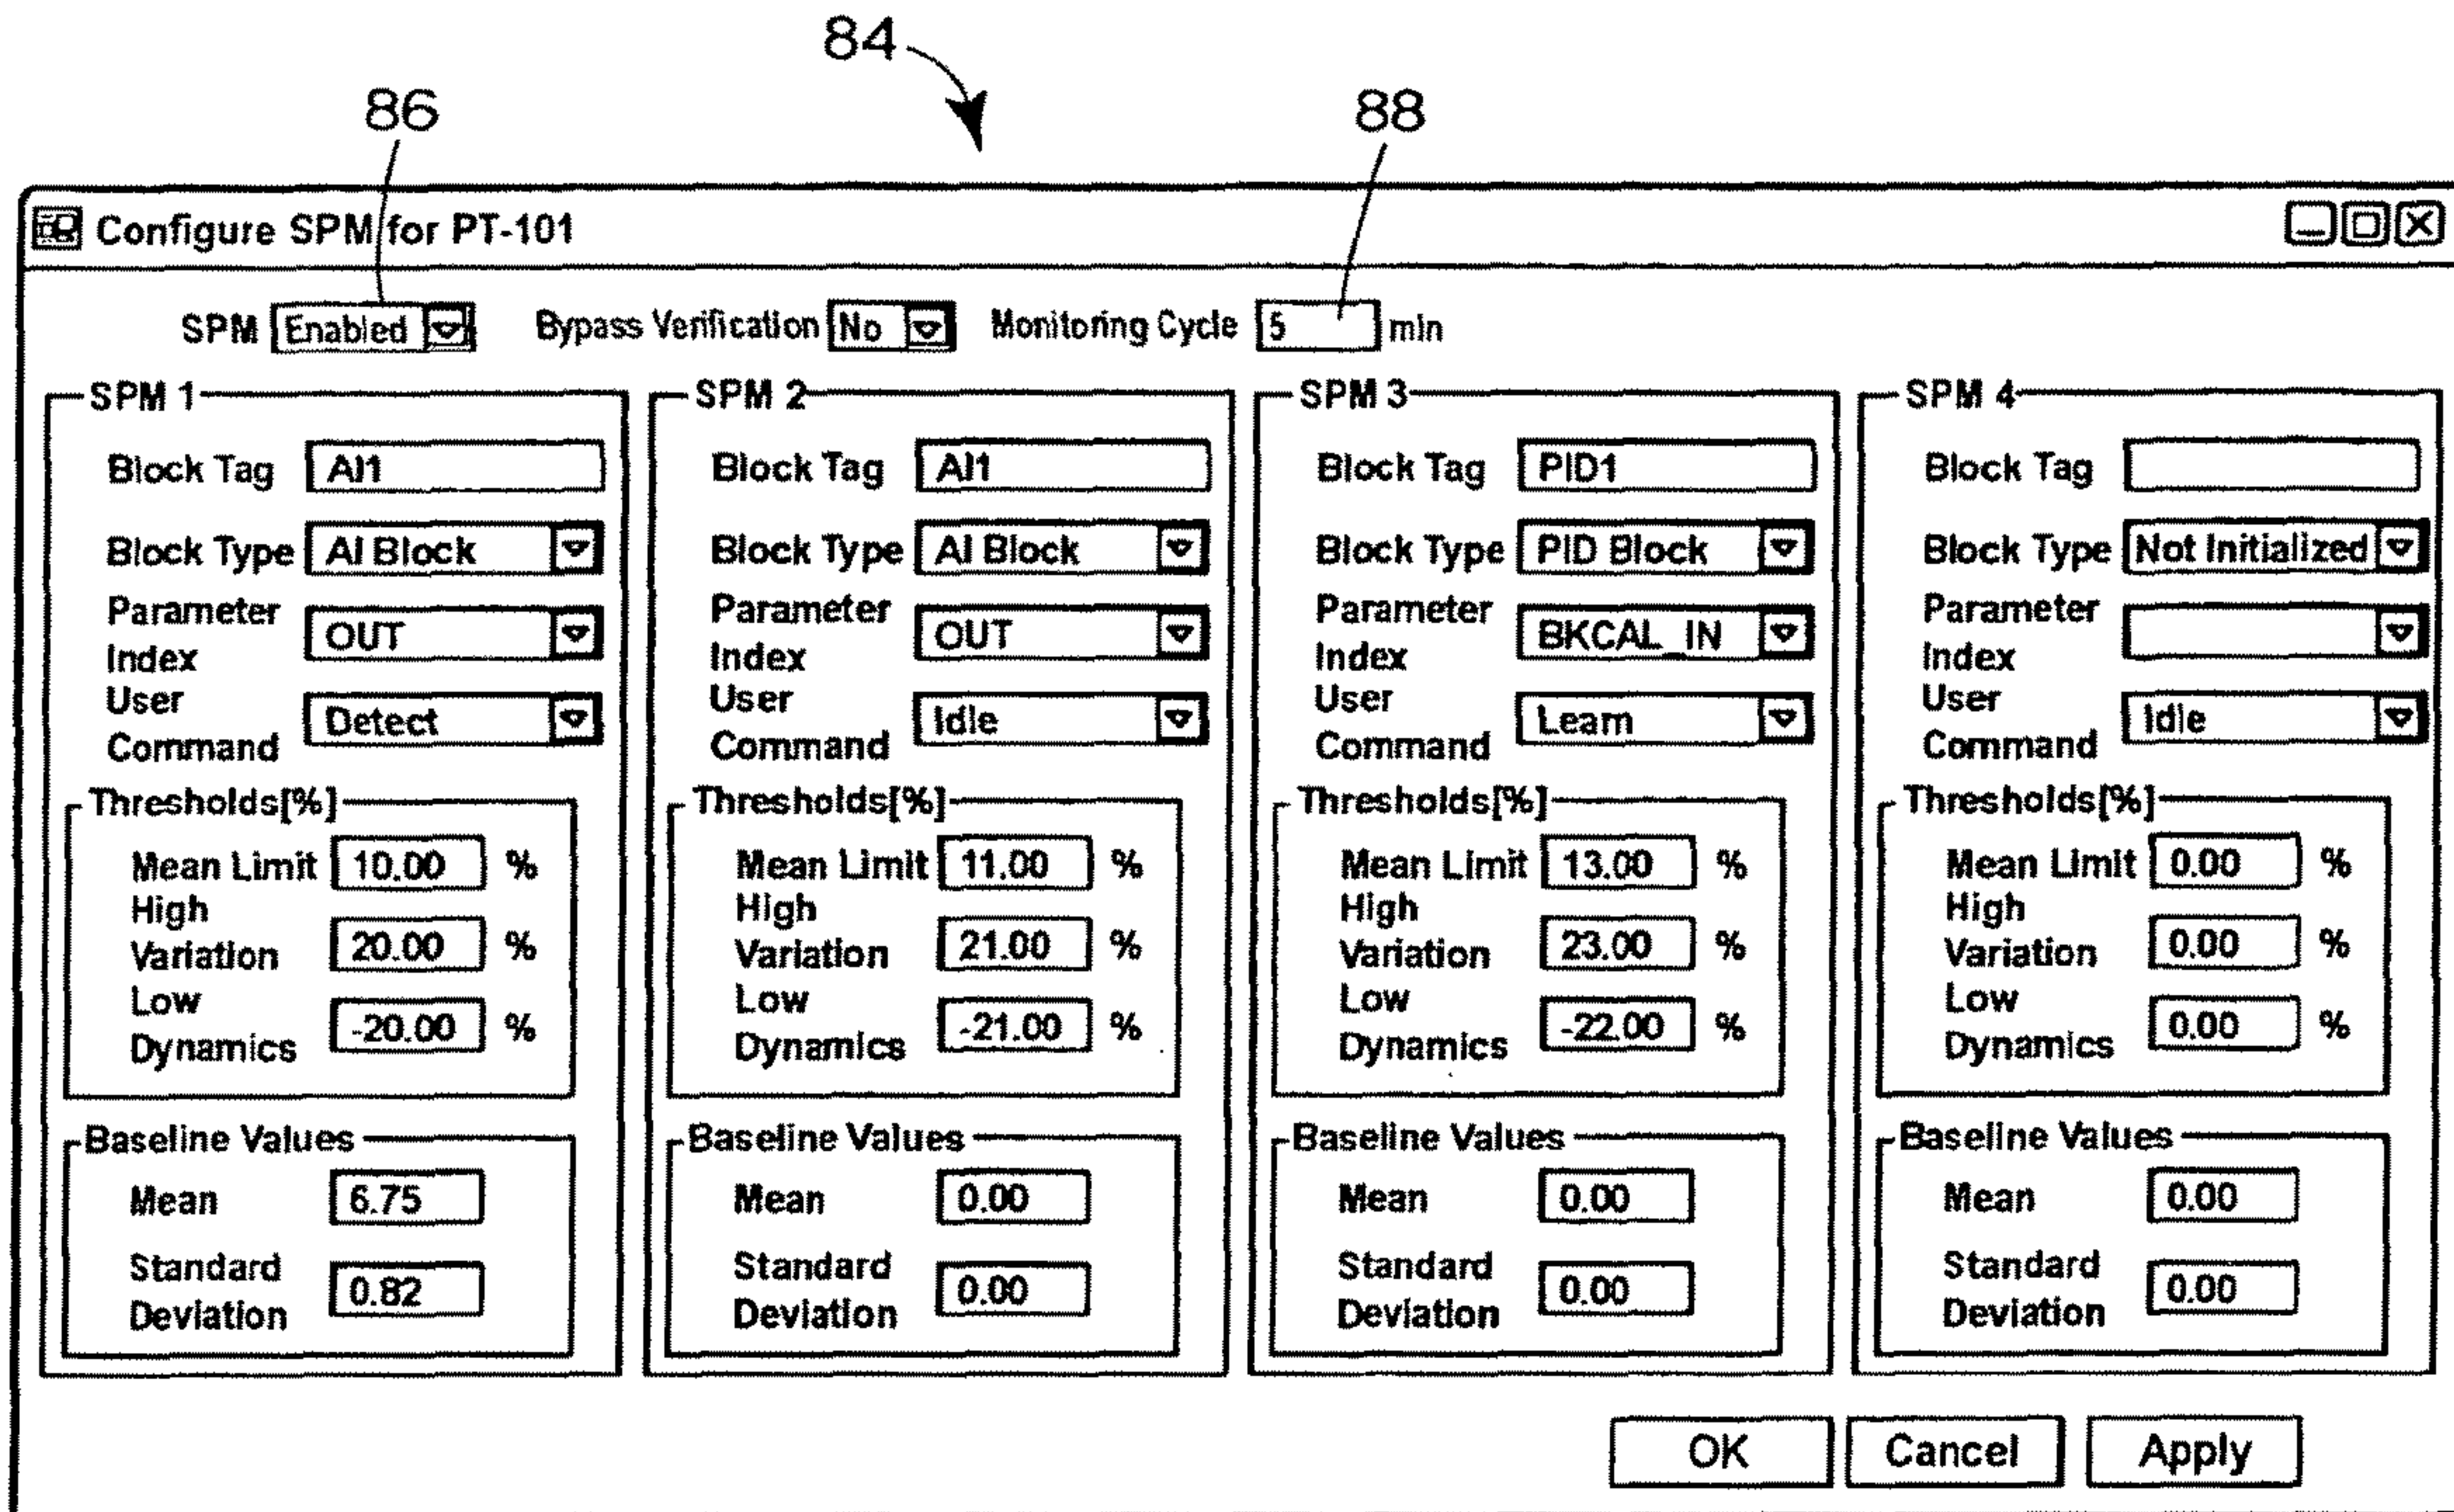 84
86
88
Configure SPM for PT-101
SPM Enabled Bypass Verification No Monitoring Cycle 5 min
SPM 1
Block Tag AI1
Block Type AI Block
Parameter Index OUT
User Command Detect
Thresholds[%]
Mean Limit 10.00 %
High Variation 20.00 %
Low Dynamics -20.00 %
Baseline Values
Mean 6.75
Standard Deviation 0.82
SPM 2
Block Tag AI1
Block Type AI Block
Parameter Index OUT
User Command Idle
Thresholds[%]
Mean Limit 11.00 %
High Variation 21.00 %
Low Dynamics -21.00 %
Baseline Values
Mean 0.00
Standard Deviation 0.00
SPM 3
Block Tag PID1
Block Type PID Block
Parameter Index BKCAL_IN
User Command Learn
Thresholds[%]
Mean Limit 13.00 %
High Variation 23.00 %
Low Dynamics -22.00 %
Baseline Values
Mean 0.00
Standard Deviation 0.00
SPM 4
Block Tag
Block Type Not Initialized
Parameter Index
User Command Idle
Thresholds[%]
Mean Limit 0.00 %
High Variation 0.00 %
Low Dynamics 0.00 %
Baseline Values
Mean 0.00
Standard Deviation 0.00
OK Cancel Apply